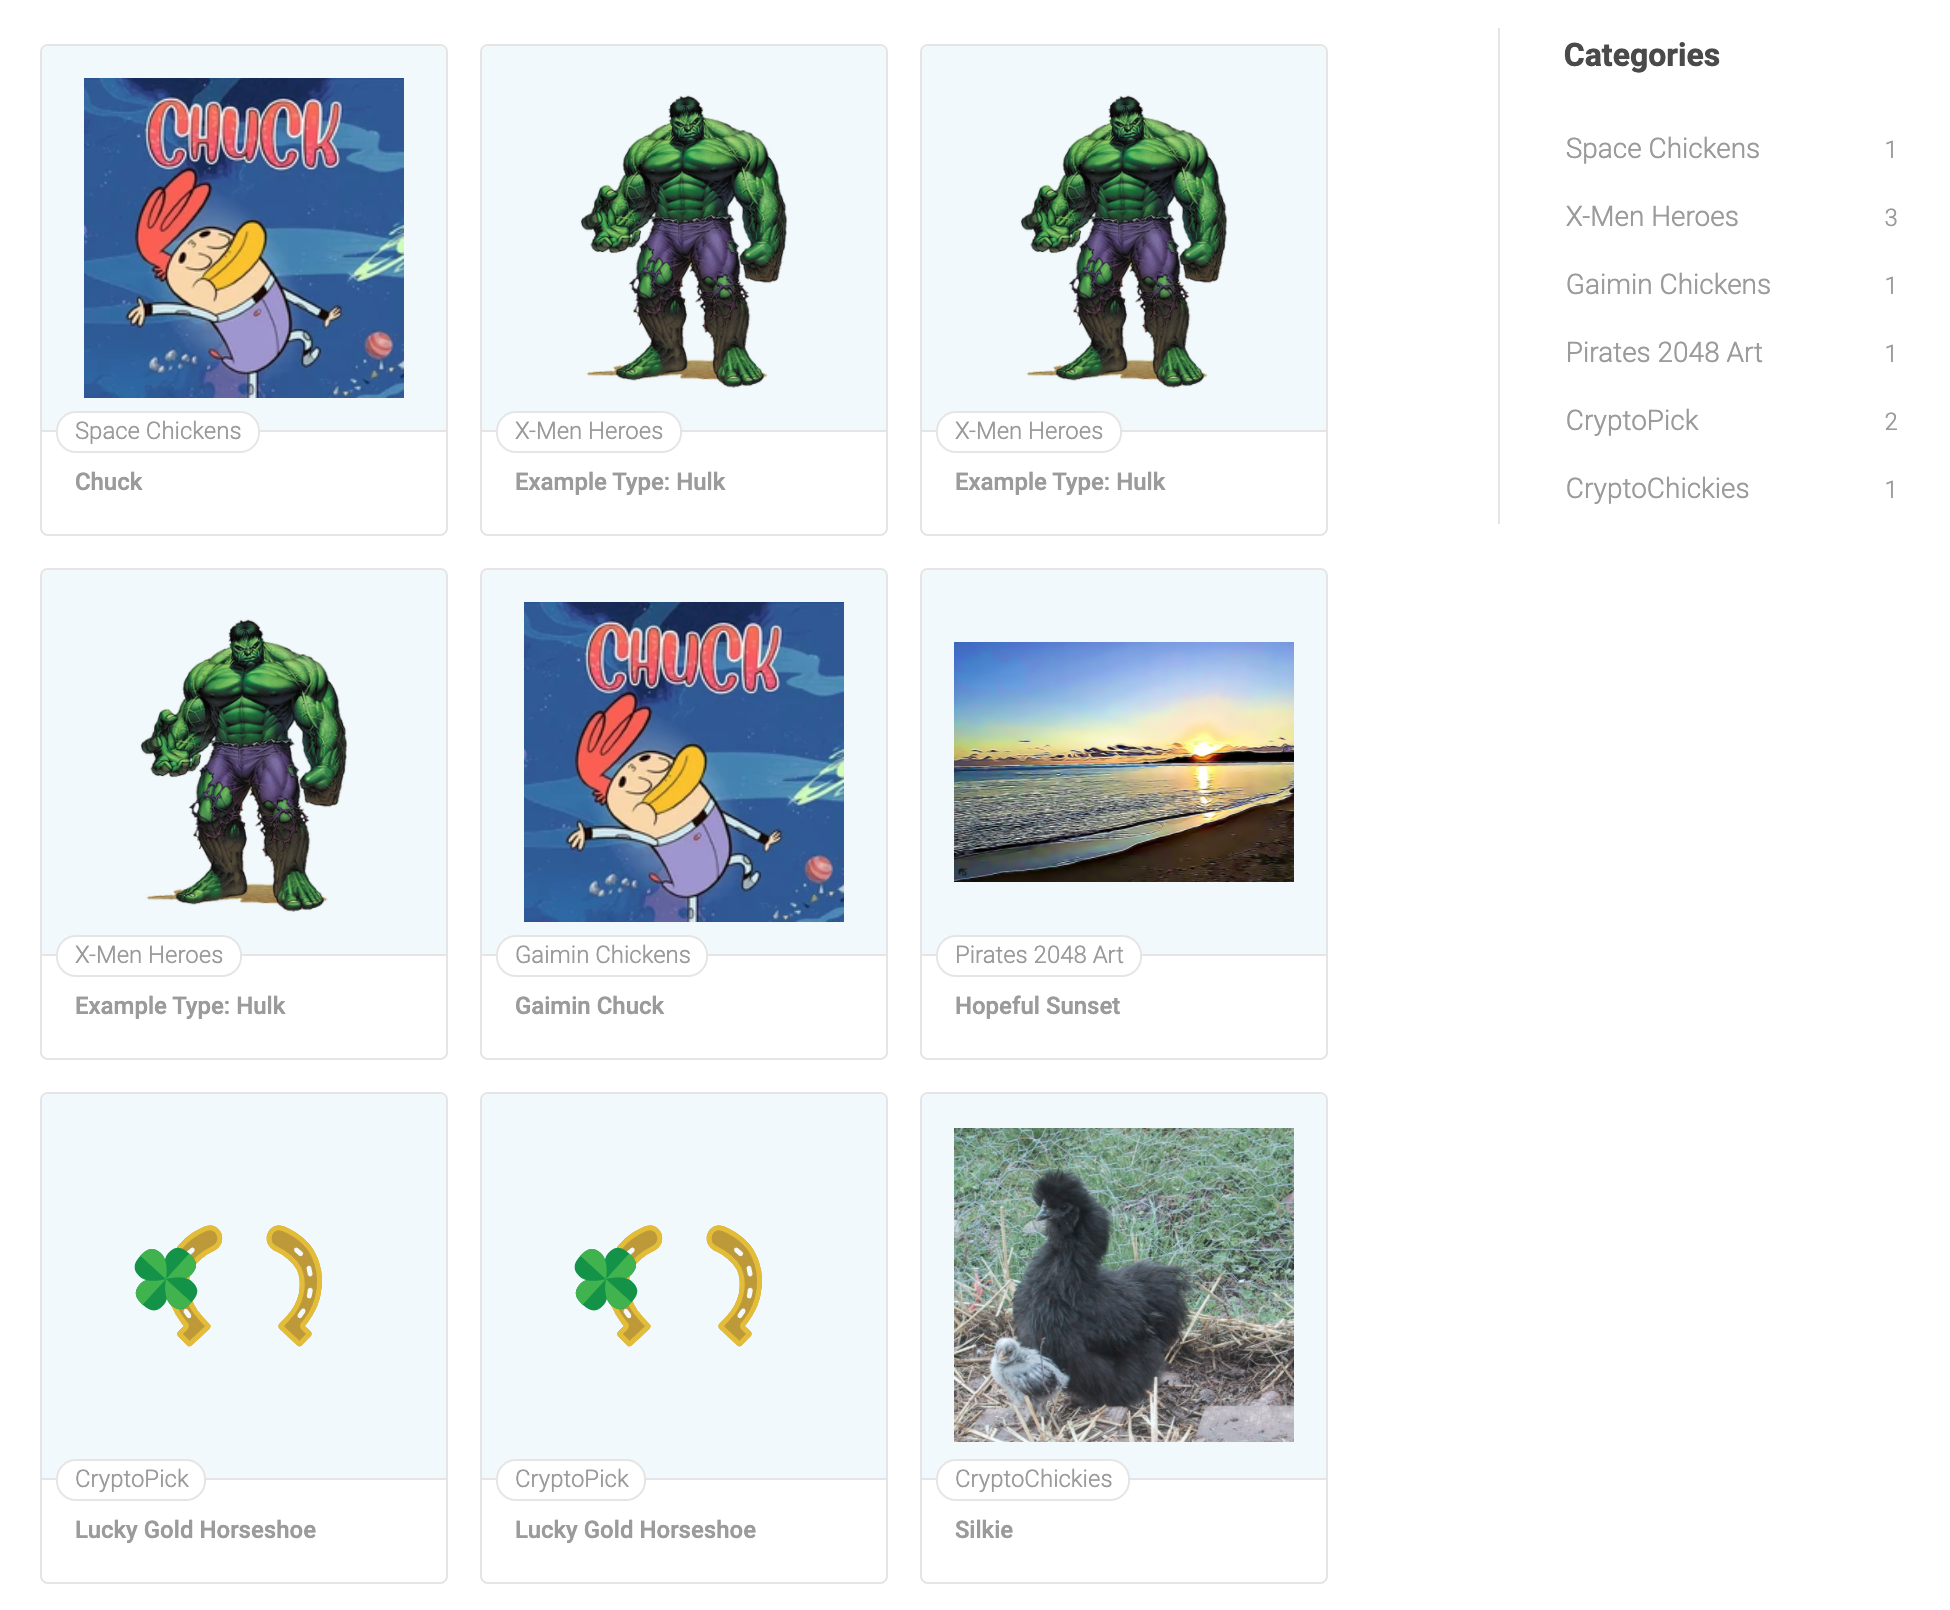 CHUCK
Space Chickens
Chuck
X-Men Heroes
Example Type: Hulk
X-Men Heroes
Example Type: Hulk
X-Men Heroes
Example Type: Hulk
CHUCK
Gaimin Chickens
Gaimin Chuck
Pirates 2048 Art
Hopeful Sunset
CryptoPick
Lucky Gold Horseshoe
CryptoPick
Lucky Gold Horseshoe
CryptoChickies
Silkie
Categories
Space Chickens 1
X-Men Heroes 3
Gaimin Chickens 1
Pirates 2048 Art 1
CryptoPick 2
CryptoChickies 1